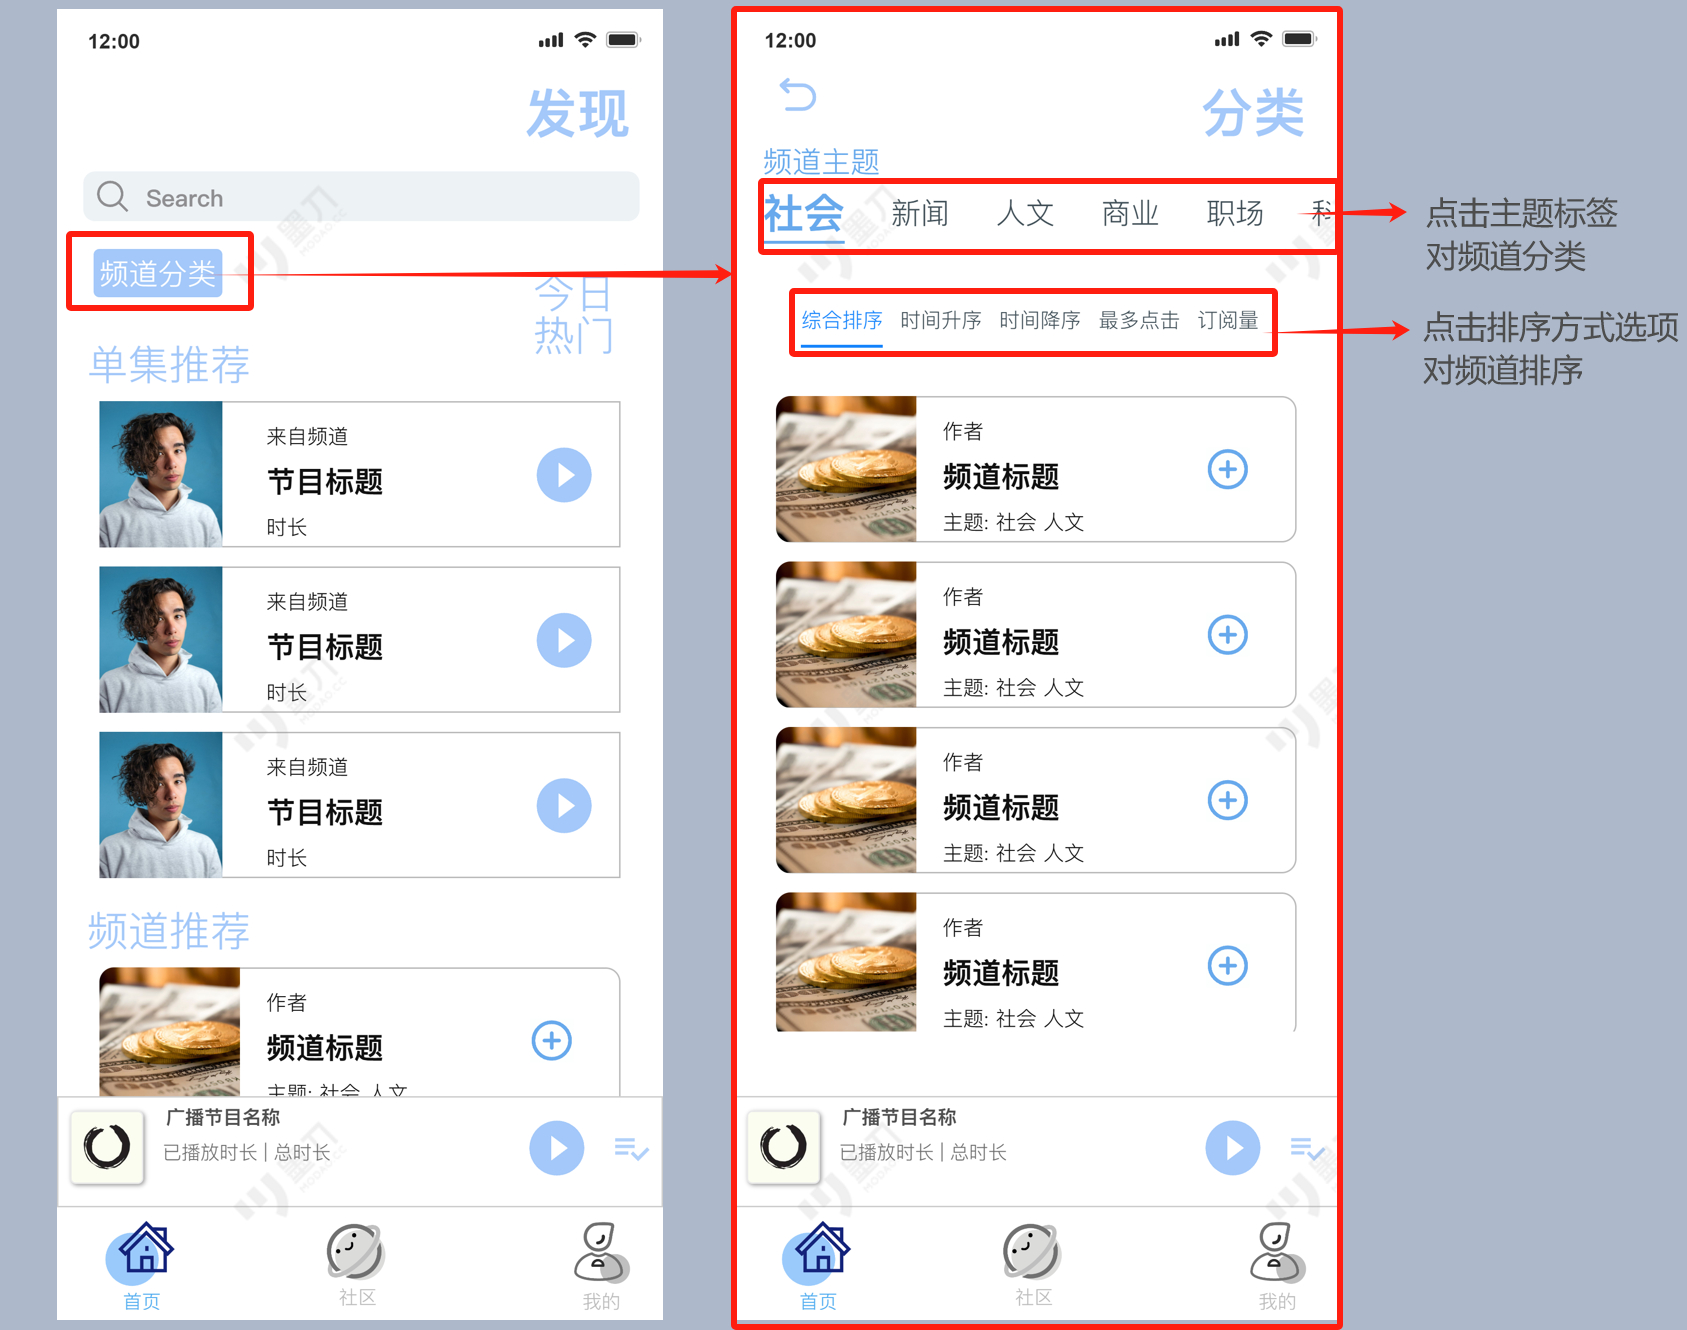 12:00
发现
Search
频道分类
今日
热门
单集推荐
来自频道
节目标题
时长
来自频道
节目标题
时长
来自频道
节目标题
时长
频道推荐
作者
频道标题
主题: 社会 人文
广播节目名称
已播放时长 | 总时长
首页
社区
我的
12:00
分类
频道主题
社会 新闻 人文 商业 职场 科
综合排序 时间升序 时间降序 最多点击 订阅量
作者
频道标题
主题: 社会 人文
作者
频道标题
主题: 社会 人文
作者
频道标题
主题: 社会 人文
作者
频道标题
主题: 社会 人文
广播节目名称
已播放时长 | 总时长
首页
社区
我的
点击主题标签
对频道分类
点击排序方式选项
对频道排序
墨刀
MODAO.CC